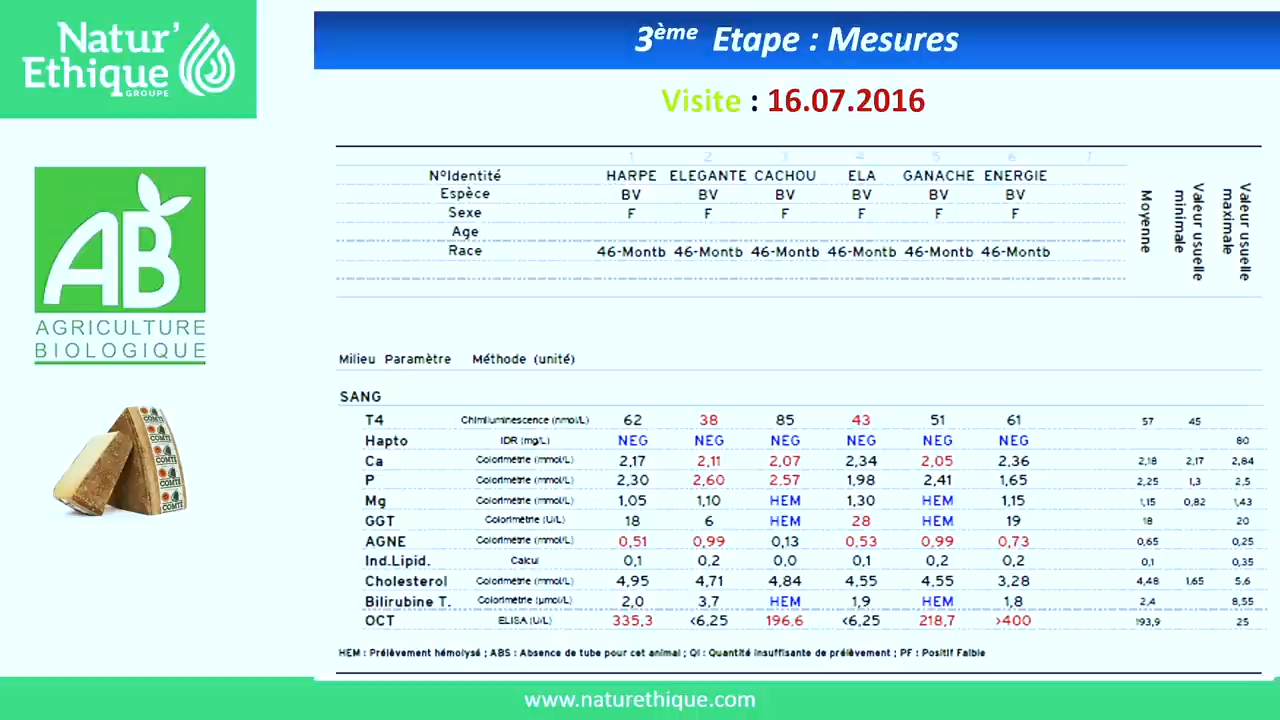 Natur'
Ethique
GROUPE
3ème Etape : Mesures
Visite : 16.07.2016
AB
AGRICULTURE
BIOLOGIQUE
COMTÉ
1 2 3 4 5 6 7
N°Identité HARPE ELEGANTE CACHOU ELA GANACHE ENERGIE
Espèce BV BV BV BV BV BV
Sexe F F F F F F
Age
Race 46-Montb 46-Montb 46-Montb 46-Montb 46-Montb 46-Montb
Moyenne
Valeur usuelle
minimale
Valeur usuelle
maximale
Milieu Paramètre Méthode (unité)
SANG
T4 Chimiluminescence (nmol/L) 62 38 85 43 51 61 57 45
Hapto IDR (mg/L) NEG NEG NEG NEG NEG NEG 80
Ca Colorimétrie (mmol/L) 2,17 2,11 2,07 2,34 2,05 2,36 2,18 2,17 2,84
P Colorimétrie (mmol/L) 2,30 2,60 2,57 1,98 2,41 1,65 2,25 1,3 2,5
Mg Colorimétrie (mmol/L) 1,05 1,10 HEM 1,30 HEM 1,15 1,15 0,82 1,43
GGT Colorimétrie (U/L) 18 6 HEM 28 HEM 19 18 20
AGNE Colorimétrie (mmol/L) 0,51 0,99 0,13 0,53 0,99 0,73 0,65 0,25
Ind.Lipid. Calcul 0,1 0,2 0,0 0,1 0,2 0,2 0,1 0,35
Cholesterol Colorimétrie (mmol/L) 4,95 4,71 4,84 4,55 4,55 3,28 4,48 1,65 5,6
Bilirubine T. Colorimétrie (µmol/L) 2,0 3,7 HEM 1,9 HEM 1,8 2,4 8,55
OCT ELISA (U/L) 335,3 <6,25 196,6 <6,25 218,7 >400 193,9 25
HEM : Prélèvement hémolysé ; ABS : Absence de tube pour cet animal ; QI : Quantité insuffisante de prélèvement ; PF : Positif Faible
www.naturethique.com